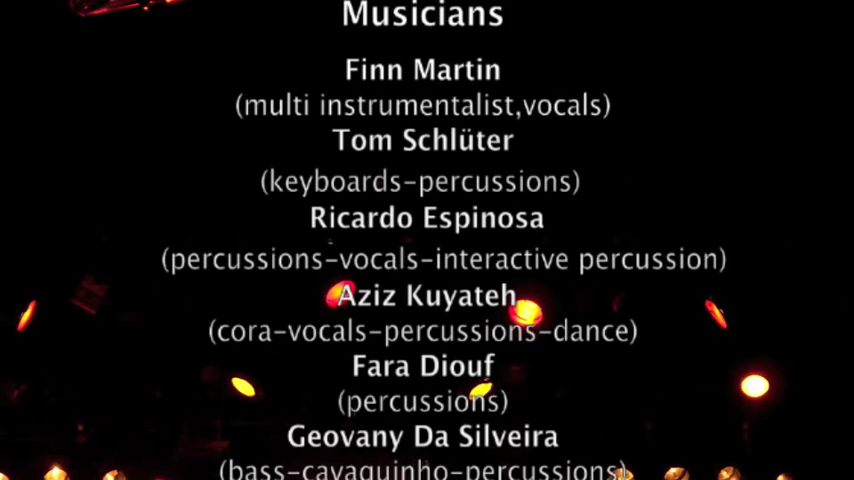 Musicians
Finn Martin
(multi instrumentalist,vocals)
Tom Schlüter
(keyboards-percussions)
Ricardo Espinosa
(percussions-vocals-interactive percussion)
Aziz Kuyateh
(cora-vocals-percussions-dance)
Fara Diouf
(percussions)
Geovany Da Silveira
(bass-cavaquinho-percussions)